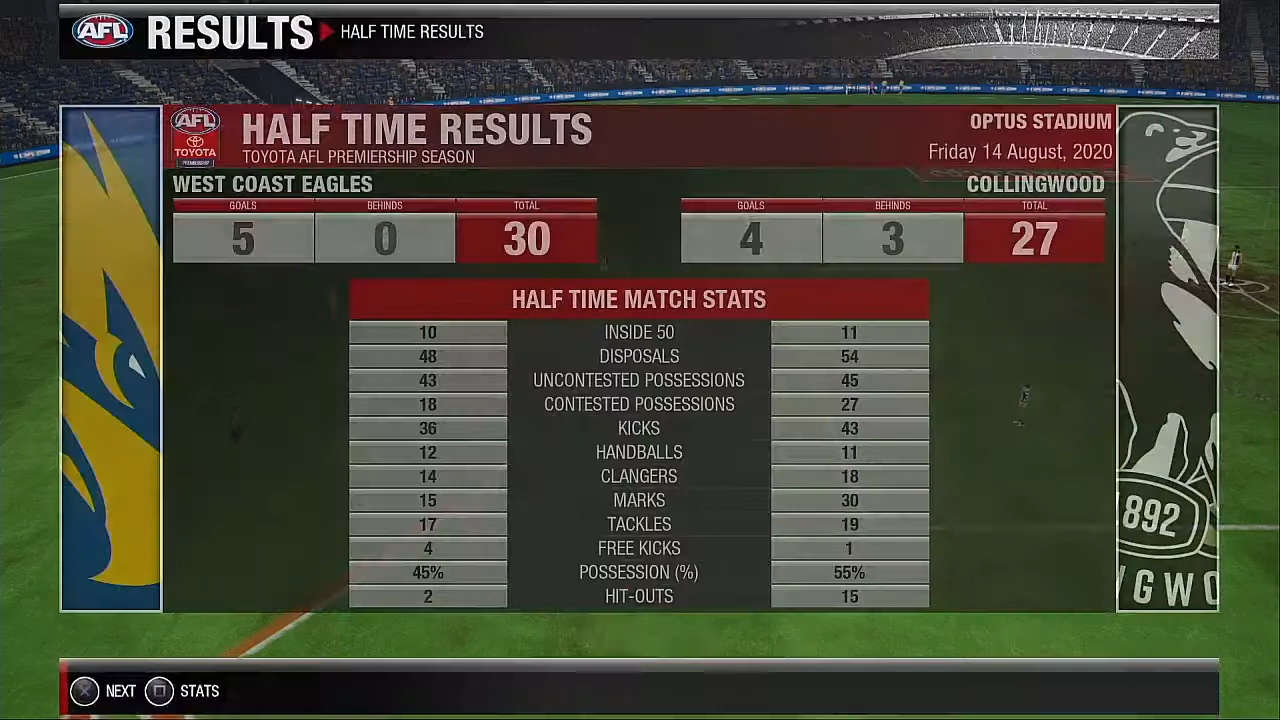 AFL RESULTS HALF TIME RESULTS
AFL
TOYOTA
PREMIERSHIP
HALF TIME RESULTS
TOYOTA AFL PREMIERSHIP SEASON
OPTUS STADIUM
Friday 14 August, 2020
WEST COAST EAGLES
COLLINGWOOD
GOALS BEHINDS TOTAL GOALS BEHINDS TOTAL
5 0 30 4 3 27
HALF TIME MATCH STATS
10 INSIDE 50 11
48 DISPOSALS 54
43 UNCONTESTED POSSESSIONS 45
18 CONTESTED POSSESSIONS 27
36 KICKS 43
12 HANDBALLS 11
14 CLANGERS 18
15 MARKS 30
17 TACKLES 19
4 FREE KICKS 1
45% POSSESSION (%) 55%
2 HIT-OUTS 15
892
NGWO
NEXT STATS